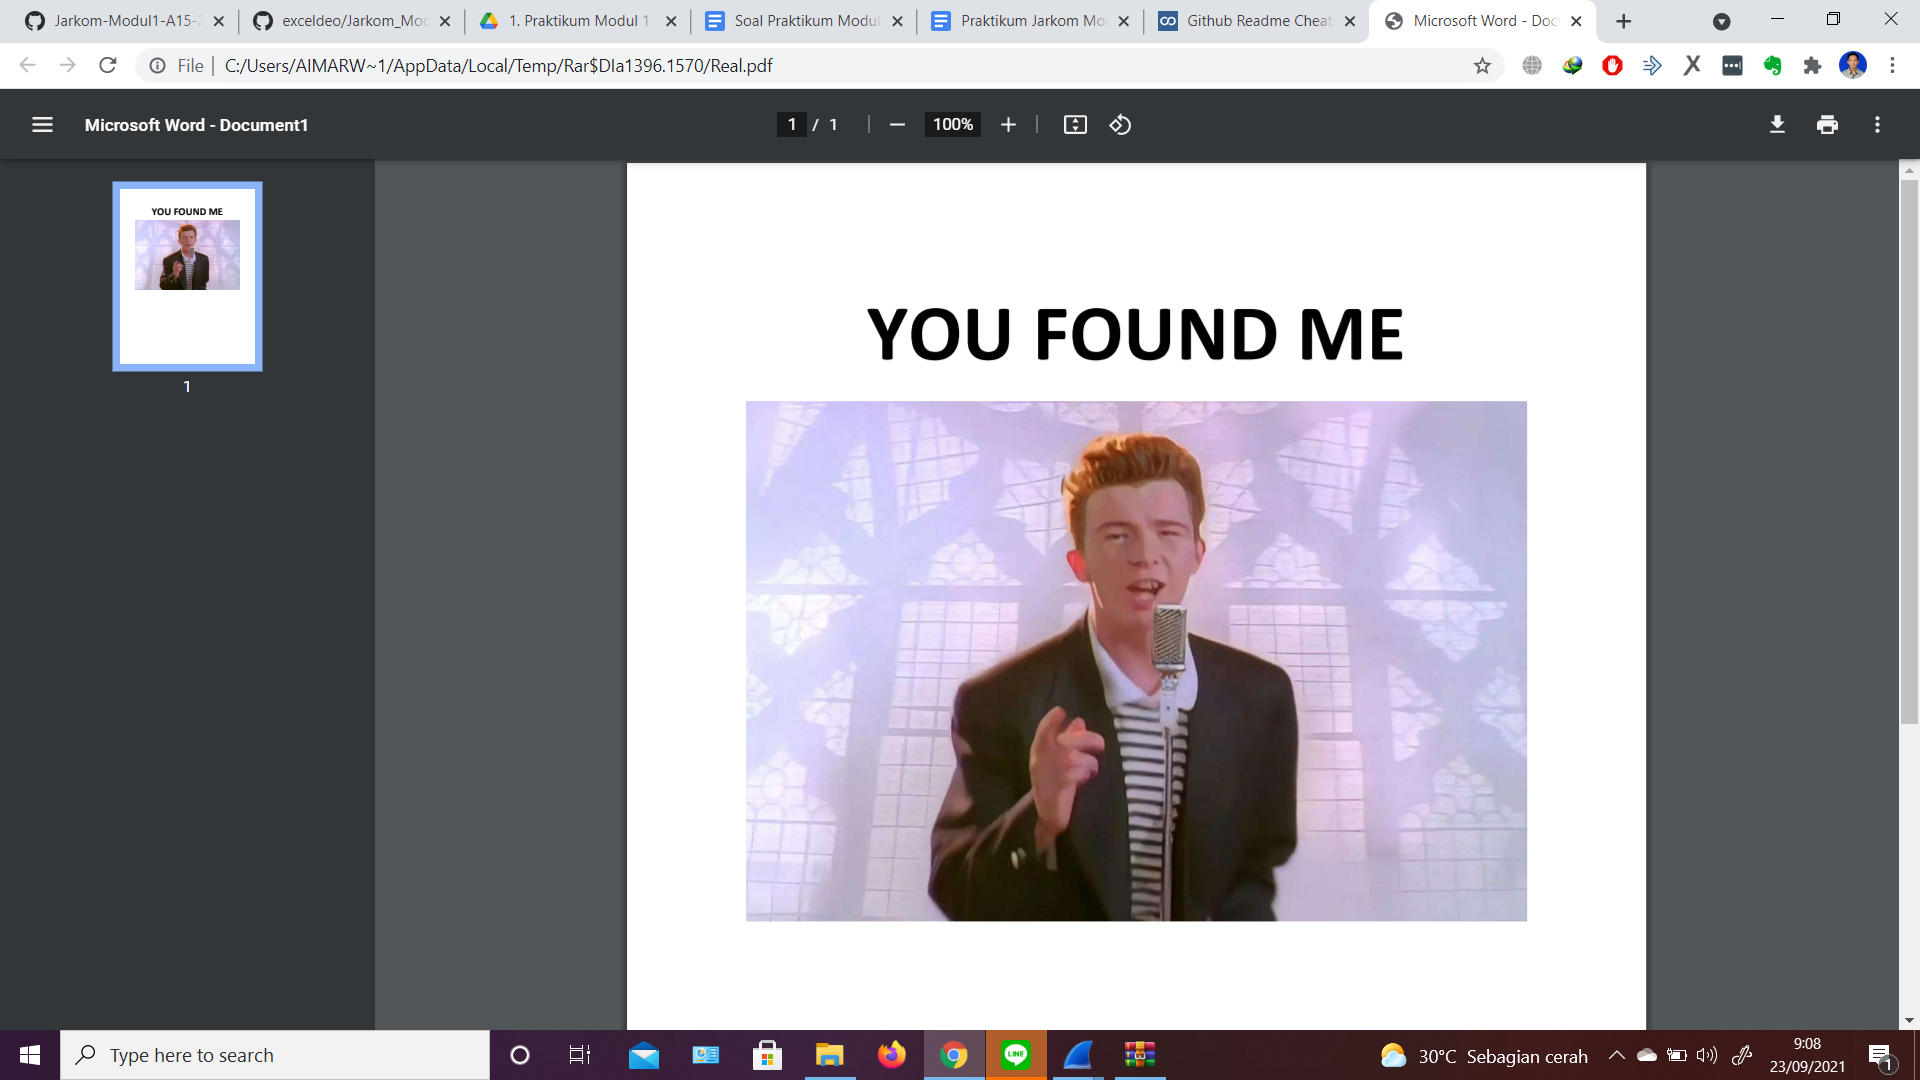 Jarkom-Modul1-A15-2
exceldeo/Jarkom_Mod
1. Praktikum Modul 1
Soal Praktikum Modul
Praktikum Jarkom Mo
Github Readme Cheat
Microsoft Word - Doc
File
C:/Users/AIMARW~1/AppData/Local/Temp/Rar$DIa1396.1570/Real.pdf
Microsoft Word - Document1
1 / 1
100%
YOU FOUND ME
1
YOU FOUND ME
Type here to search
LINE
30°C Sebagian cerah
9:08
23/09/2021
1